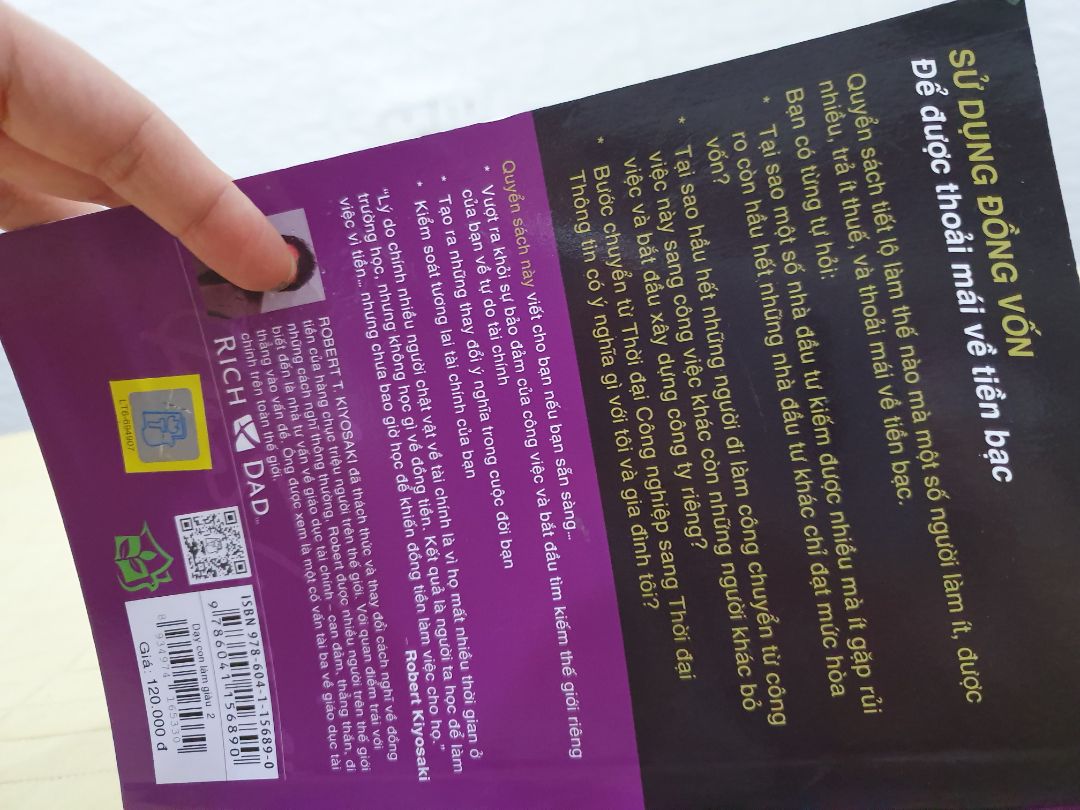 SỬ DỤNG ĐỒNG VỐN
Để được thoải mái về tiền bạc
Quyển sách tiết lộ làm thế nào mà một số người làm ít, được
nhiều, trả ít thuế, và thoải mái về tiền bạc.
Bạn có từng tự hỏi:
* Tại sao một số nhà đầu tư kiếm được nhiều mà ít gặp rủi
ro còn hầu hết những nhà đầu tư khác chỉ đạt mức hòa
vốn?
* Tại sao hầu hết những người đi làm công chuyển từ công
việc này sang công việc khác còn những người khác bỏ
việc và bắt đầu xây dựng công ty riêng?
* Bước chuyển từ Thời đại Công nghiệp sang Thời đại
Thông tin có ý nghĩa gì với tôi và gia đình tôi?
Quyển sách này viết cho bạn nếu bạn sẵn sàng...
* Vượt ra khỏi sự bảo đảm của công việc và bắt đầu tìm kiếm thế giới riêng
của bạn về tự do tài chính
* Tạo ra những thay đổi ý nghĩa trong cuộc đời bạn
* Kiểm soát tương lai tài chính của bạn
“Lý do chính nhiều người chật vật về tài chính là vì họ mất nhiều thời gian ở
trường học, nhưng không học gì về đồng tiền. Kết quả là người ta học để làm
việc vì tiền... nhưng chưa bao giờ học để khiến đồng tiền làm việc cho họ.”
– Robert Kiyosaki
ROBERT T. KIYOSAKI đã thách thức và thay đổi cách nghĩ về đồng
tiền của hàng chục triệu người trên thế giới. Với quan điểm trái với
những cách nghĩ thông thường, Robert được nhiều người trên thế giới
biết đến là nhà tư vấn về giáo dục tài chính – can đảm, thẳng thắn, đi
thẳng vào vấn đề. Ông được xem là một cố vấn tài ba về giáo dục tài
chính trên toàn thế giới.
RICH DAD
LT6-694907
ISBN 978-604-1-15689-0
9 786041 156890
Dạy con làm giàu 2
8 934974 165330
Giá: 120.000 đ